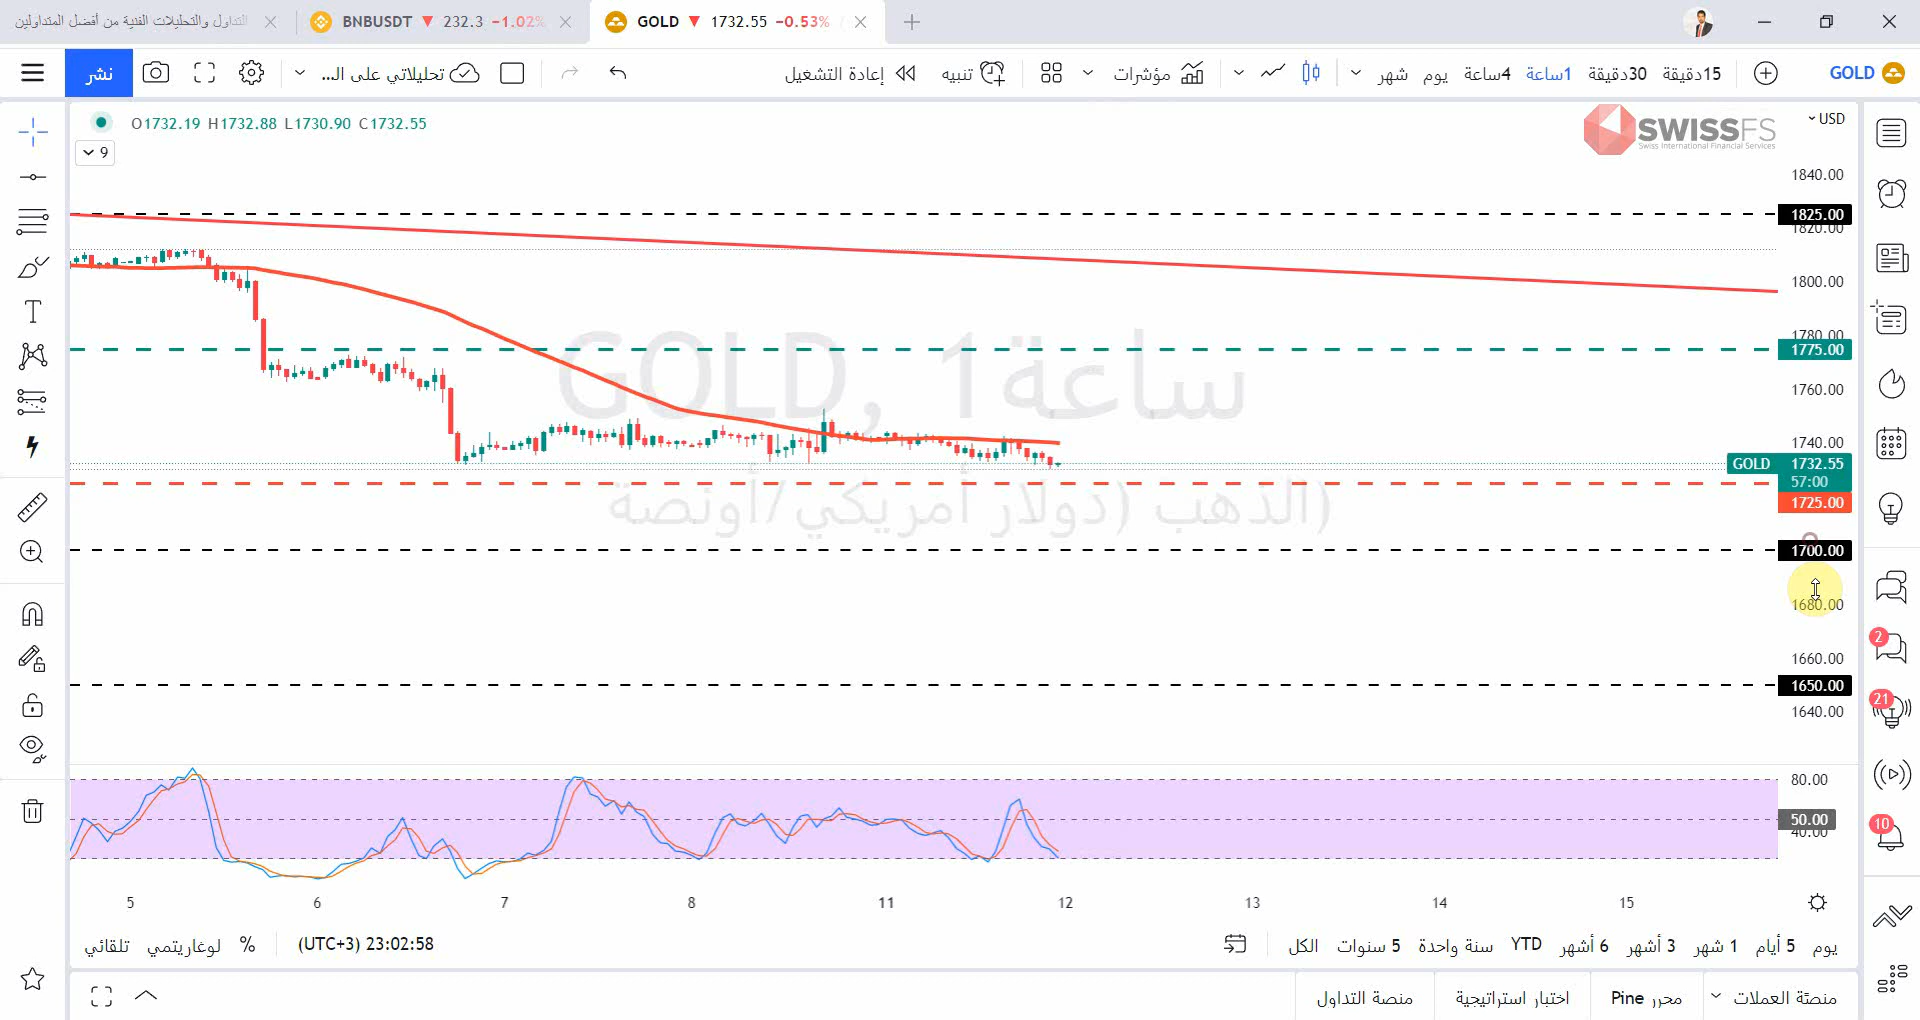 التداول والتحليلات الفنية من أفضل المتداولين
BNBUSDT ▼ 232.3 −1.02%
GOLD ▼ 1732.55 −0.53%
GOLD
15دقيقة 30دقيقة 1ساعة 4ساعة يوم شهر
مؤشرات
تنبيه
إعادة التشغيل
تحليلاتي على الـ...
نشر
O1732.19 H1732.88 L1730.90 C1732.55
9
SWISSFS
Swiss International Financial Services
USD
1840.00
1825.00
1820.00
1800.00
1780.00
1775.00
1760.00
1740.00
GOLD 1732.55
57:00
1725.00
1700.00
1680.00
1660.00
1650.00
1640.00
GOLD, 1ساعة
الذهب (دولار أمريكي /أونصة)
80.00
50.00
40.00
5 6 7 8 11 12 13 14 15
2
21
10
تلقائي لوغاريتمي %
23:02:58 (UTC+3)
يوم 5 أيام 1 شهر 3 أشهر 6 أشهر YTD سنة واحدة 5 سنوات الكل
منصّة العملات
محرر Pine
اختبار استراتيجية
منصة التداول